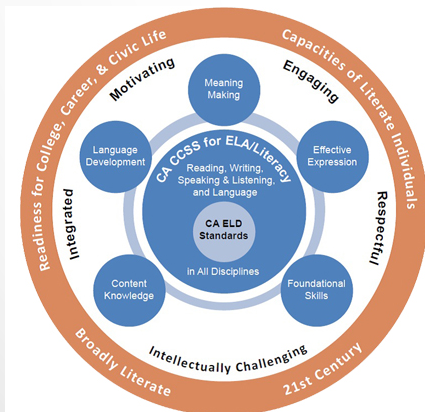 Readiness for College, Career, & Civic Life
Capacities of Literate Individuals
Motivating
Engaging
Meaning
Making
Language
Development
Effective
Expression
CA CCSS for ELA/Literacy
Reading, Writing,
Speaking & Listening,
and Language
CA ELD
Standards
in All Disciplines
Integrated
Respectful
Content
Knowledge
Foundational
Skills
Intellectually Challenging
Broadly Literate
21st Century